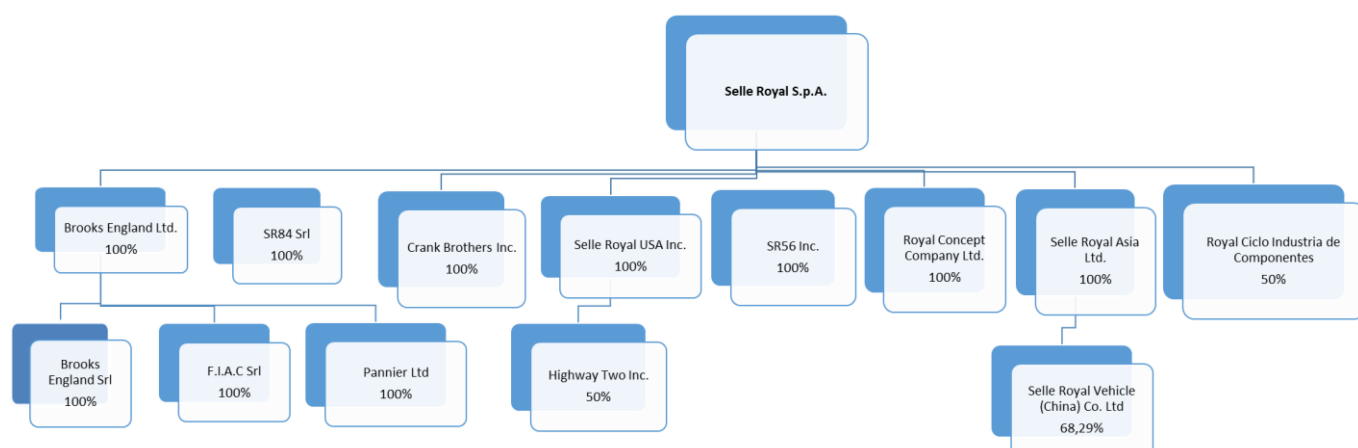 Selle Royal S.p.A.
Brooks England Ltd.
100%
SR84 Srl
100%
Crank Brothers Inc.
100%
Selle Royal USA Inc.
100%
SR56 Inc.
100%
Royal Concept
Company Ltd.
100%
Selle Royal Asia
Ltd.
100%
Royal Ciclo Industria de
Componentes
50%
Brooks
England Srl
100%
F.I.A.C Srl
100%
Pannier Ltd
100%
Highway Two Inc.
50%
Selle Royal Vehicle
(China) Co. Ltd
68,29%